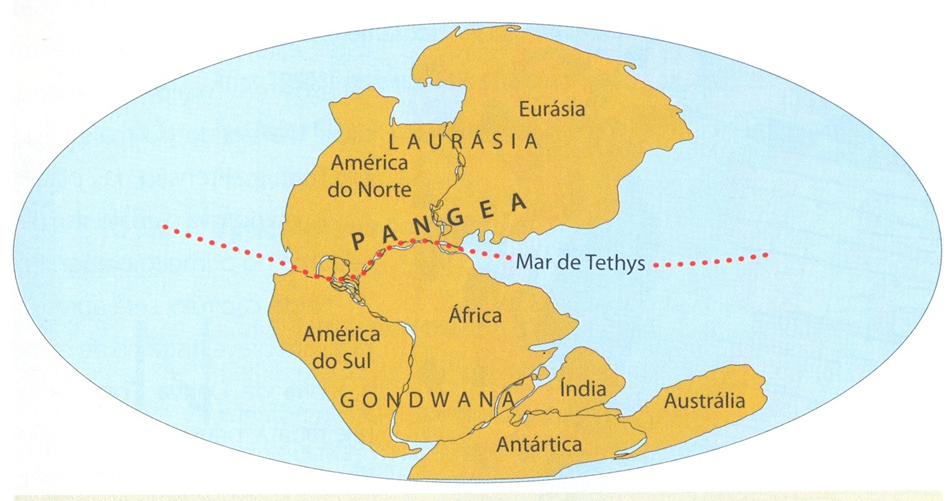 Eurásia
LAURÁSIA
América
do Norte
PANGEA
Mar de Tethys
África
América
do Sul
GONDWANA
Índia
Austrália
Antártica